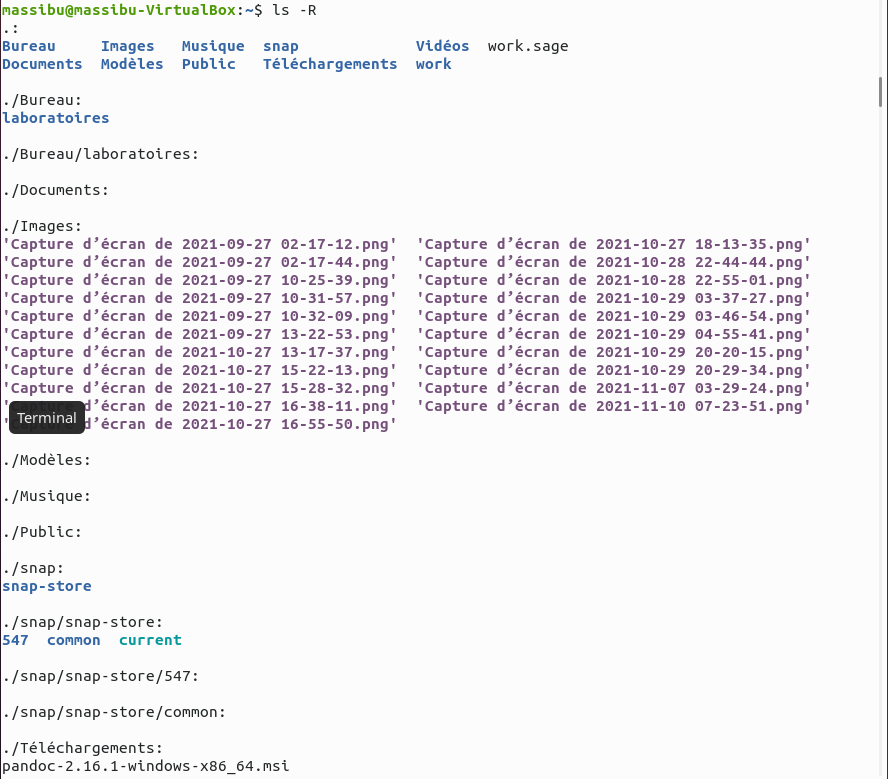 massibu@massibu-VirtualBox:~$ ls -R
.:
Bureau Images Musique snap Vidéos work.sage
Documents Modèles Public Téléchargements work
./Bureau:
laboratoires
./Bureau/laboratoires:
./Documents:
./Images:
'Capture d’écran de 2021-09-27 02-17-12.png' 'Capture d’écran de 2021-10-27 18-13-35.png'
'Capture d’écran de 2021-09-27 02-17-44.png' 'Capture d’écran de 2021-10-28 22-44-44.png'
'Capture d’écran de 2021-09-27 10-25-39.png' 'Capture d’écran de 2021-10-28 22-55-01.png'
'Capture d’écran de 2021-09-27 10-31-57.png' 'Capture d’écran de 2021-10-29 03-37-27.png'
'Capture d’écran de 2021-09-27 10-32-09.png' 'Capture d’écran de 2021-10-29 03-46-54.png'
'Capture d’écran de 2021-09-27 13-22-53.png' 'Capture d’écran de 2021-10-29 04-55-41.png'
'Capture d’écran de 2021-10-27 13-17-37.png' 'Capture d’écran de 2021-10-29 20-20-15.png'
'Capture d’écran de 2021-10-27 15-22-13.png' 'Capture d’écran de 2021-10-29 20-29-34.png'
'Capture d’écran de 2021-10-27 15-28-32.png' 'Capture d’écran de 2021-11-07 03-29-24.png'
'Capture d’écran de 2021-10-27 16-38-11.png' 'Capture d’écran de 2021-11-10 07-23-51.png'
Terminal
d’écran de 2021-10-27 16-55-50.png'
./Modèles:
./Musique:
./Public:
./snap:
snap-store
./snap/snap-store:
547 common current
./snap/snap-store/547:
./snap/snap-store/common:
./Téléchargements:
pandoc-2.16.1-windows-x86_64.msi